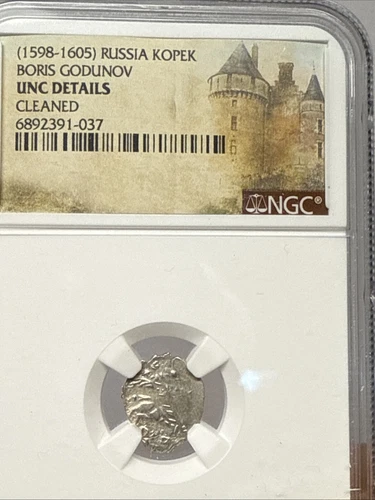 (1598-1605) RUSSIA KOPEK
BORIS GODUNOV
UNC DETAILS
CLEANED
6892391-037
NGC®